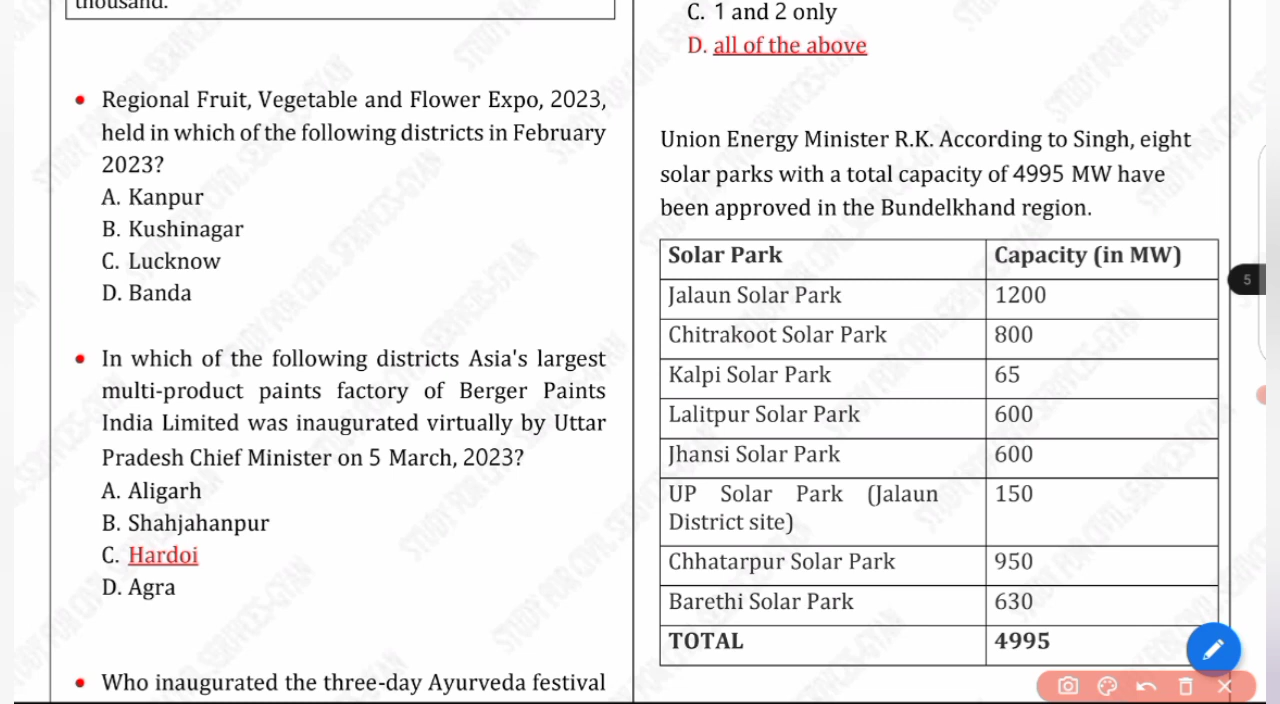 thousand.
• Regional Fruit, Vegetable and Flower Expo, 2023,
held in which of the following districts in February
2023?
A. Kanpur
B. Kushinagar
C. Lucknow
D. Banda
• In which of the following districts Asia's largest
multi-product paints factory of Berger Paints
India Limited was inaugurated virtually by Uttar
Pradesh Chief Minister on 5 March, 2023?
A. Aligarh
B. Shahjahanpur
C. Hardoi
D. Agra
• Who inaugurated the three-day Ayurveda festival
C. 1 and 2 only
D. all of the above
Union Energy Minister R.K. According to Singh, eight
solar parks with a total capacity of 4995 MW have
been approved in the Bundelkhand region.
Solar Park Capacity (in MW)
Jalaun Solar Park 1200
Chitrakoot Solar Park 800
Kalpi Solar Park 65
Lalitpur Solar Park 600
Jhansi Solar Park 600
UP Solar Park (Jalaun 150
District site)
Chhatarpur Solar Park 950
Barethi Solar Park 630
TOTAL 4995
5
STUDY FOR CIVIL SERVICES-GYAN